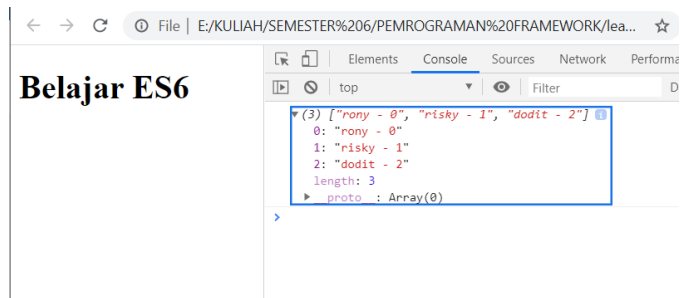 File | E:/KULIAH/SEMESTER%206/PEMROGRAMAN%20FRAMEWORK/lea...
Belajar ES6
Elements Console Sources Network Performa
top Filter D
(3) ["rony - 0", "risky - 1", "dodit - 2"]
0: "rony - 0"
1: "risky - 1"
2: "dodit - 2"
length: 3
__proto__: Array(0)